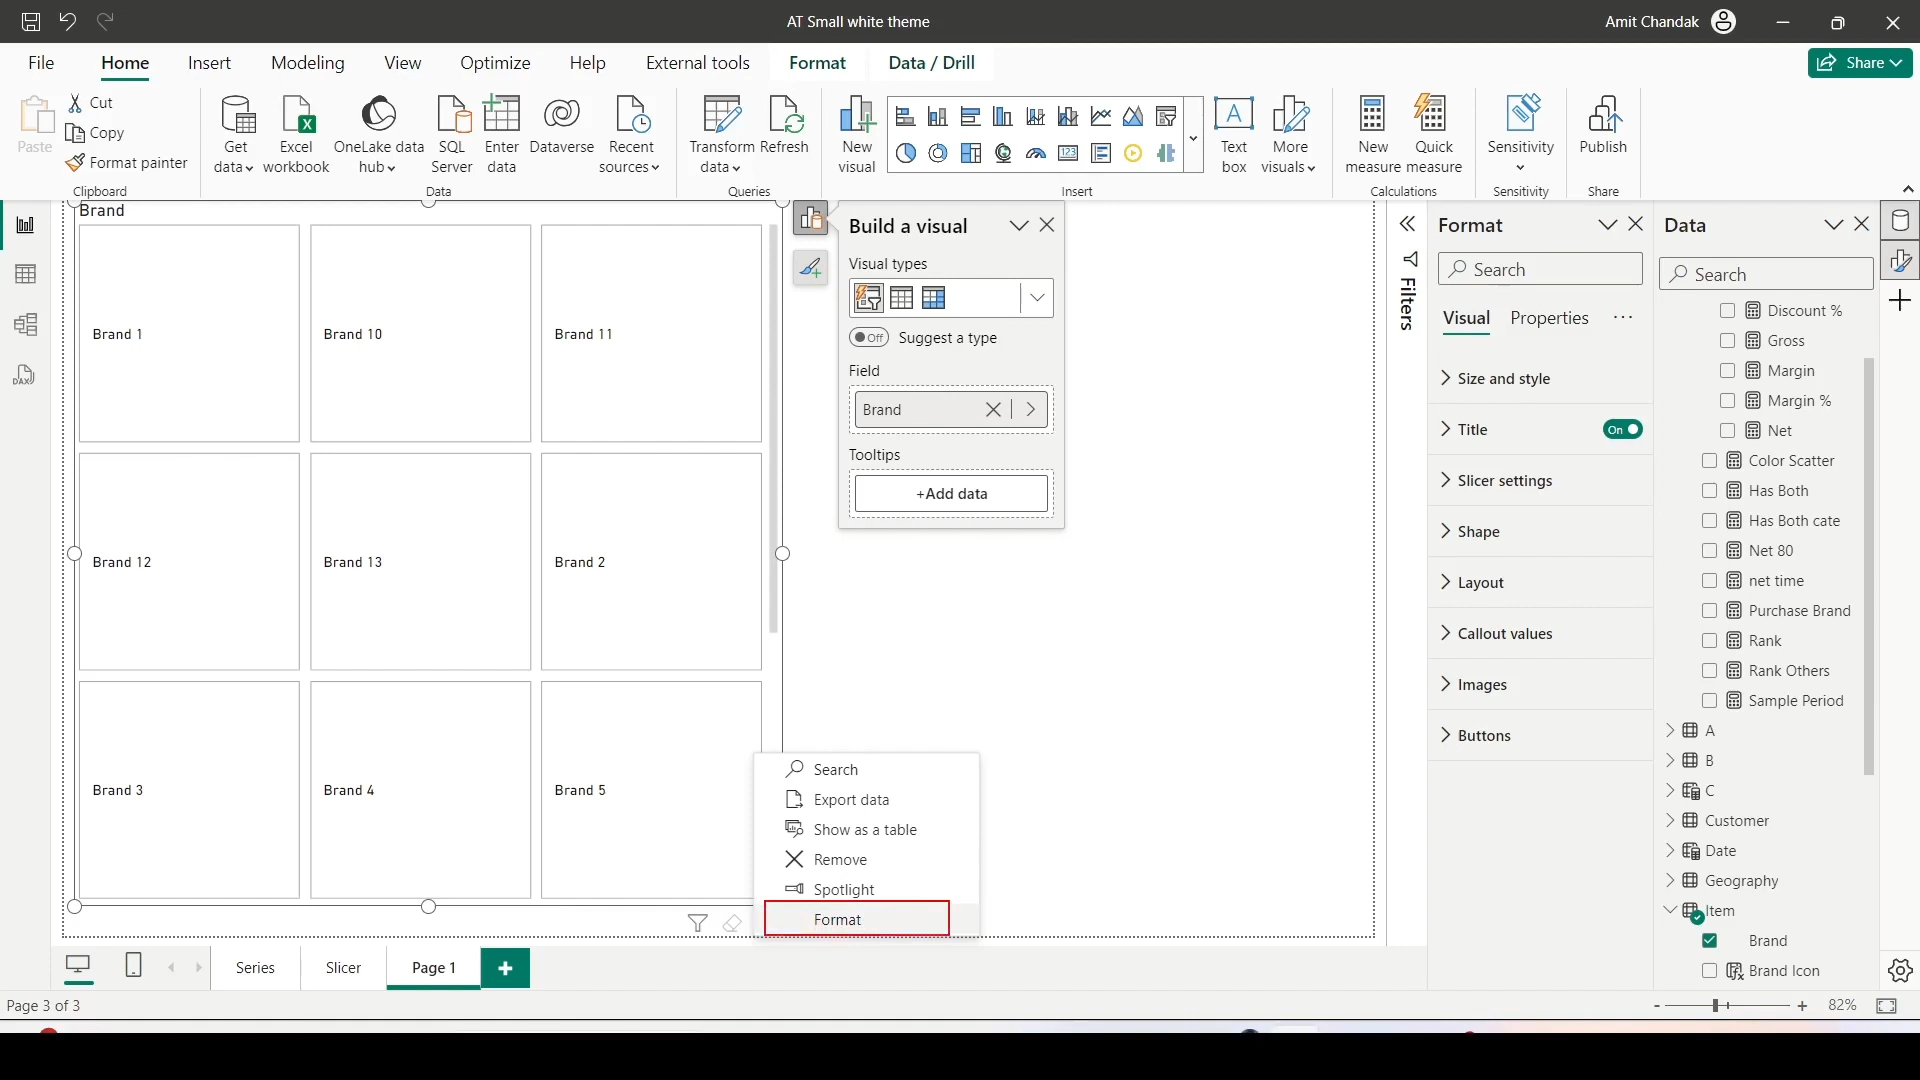 AT Small white theme
Amit Chandak
File
Home
Insert
Modeling
View
Optimize
Help
External tools
Format
Data / Drill
Share
Paste
Cut
Copy
Format painter
Clipboard
Get data
Excel workbook
OneLake data hub
SQL Server
Enter data
Dataverse
Recent sources
Data
Transform data
Refresh
Queries
New visual
Text box
More visuals
Insert
New measure
Quick measure
Calculations
Sensitivity
Sensitivity
Publish
Share
Brand
Brand 1
Brand 10
Brand 11
Brand 12
Brand 13
Brand 2
Brand 3
Brand 4
Brand 5
Build a visual
Visual types
Off
Suggest a type
Field
Brand
Tooltips
+Add data
Search
Export data
Show as a table
Remove
Spotlight
Format
Filters
Format
Search
Visual
Properties
Size and style
Title
On
Slicer settings
Shape
Layout
Callout values
Images
Buttons
Data
Search
Discount %
Gross
Margin
Margin %
Net
Color Scatter
Has Both
Has Both cate
Net 80
net time
Purchase Brand
Rank
Rank Others
Sample Period
A
B
C
Customer
Date
Geography
Item
Brand
Brand Icon
DAX
123
A
Series
Slicer
Page 1
Page 3 of 3
- + 82%